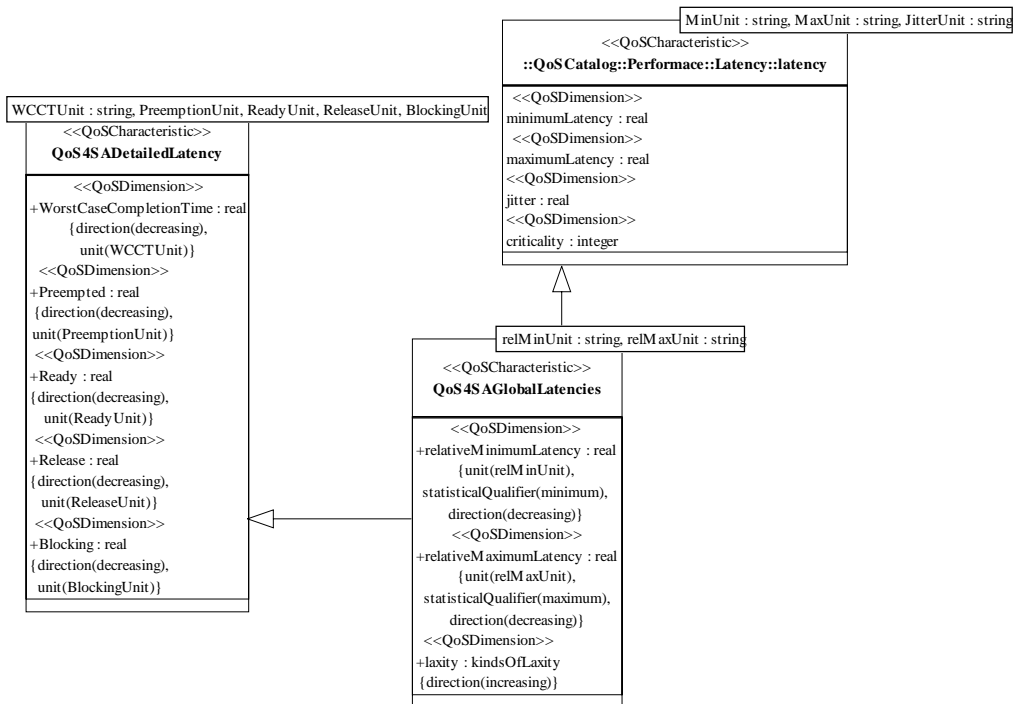 MinUnit : string, MaxUnit : string, JitterUnit : string
<<QoSCharacteristic>>
::QoSCatalog::Performace::Latency::latency
<<QoSDimension>>
minimumLatency : real
<<QoSDimension>>
maximumLatency : real
<<QoSDimension>>
jitter : real
<<QoSDimension>>
criticality : integer
WCCTUnit : string, PreemptionUnit, ReadyUnit, ReleaseUnit, BlockingUnit
<<QoSCharacteristic>>
QoS4SADetailedLatency
<<QoSDimension>>
+WorstCaseCompletionTime : real
{direction(decreasing),
unit(WCCTUnit)}
<<QoSDimension>>
+Preempted : real
{direction(decreasing),
unit(PreemptionUnit)}
<<QoSDimension>>
+Ready : real
{direction(decreasing),
unit(ReadyUnit)}
<<QoSDimension>>
+Release : real
{direction(decreasing),
unit(ReleaseUnit)}
<<QoSDimension>>
+Blocking : real
{direction(decreasing),
unit(BlockingUnit)}
relMinUnit : string, relMaxUnit : string
<<QoSCharacteristic>>
QoS4SAGlobalLatencies
<<QoSDimension>>
+relativeMinimumLatency : real
{unit(relMinUnit),
statisticalQualifier(minimum),
direction(decreasing)}
<<QoSDimension>>
+relativeMaximumLatency : real
{unit(relMaxUnit),
statisticalQualifier(maximum),
direction(decreasing)}
<<QoSDimension>>
+laxity : kindsOfLaxity
{direction(increasing)}